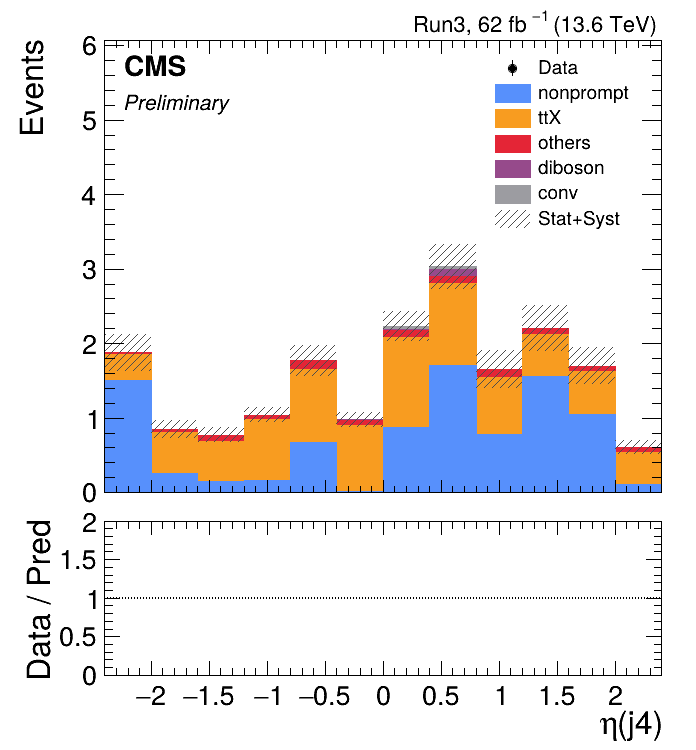 Run3, 62 fb⁻¹ (13.6 TeV)
CMS
Preliminary
Data
nonprompt
ttX
others
diboson
conv
Stat+Syst
Events
6
5
4
3
2
1
0
Data / Pred
2
1.5
1
0.5
0
−2 −1.5 −1 −0.5 0 0.5 1 1.5 2
η(j4)